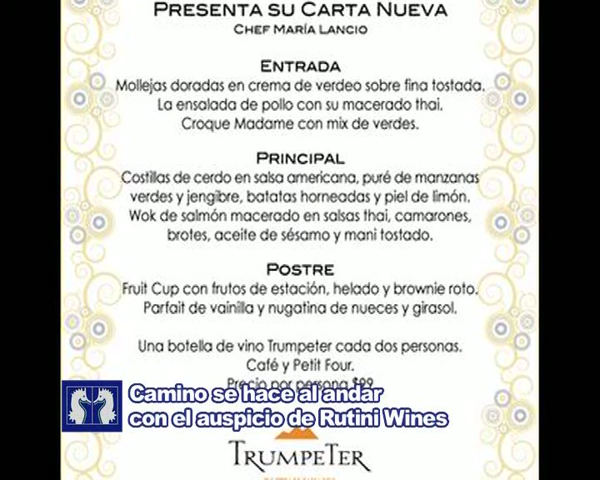 PRESENTA SU CARTA NUEVA
CHEF MARÍA LANCIO
ENTRADA
Mollejas doradas en crema de verdeo sobre fina tostada.
La ensalada de pollo con su macerado thai.
Croque Madame con mix de verdes.
PRINCIPAL
Costillas de cerdo en salsa americana, puré de manzanas
verdes y jengibre, batatas horneadas y piel de limón.
Wok de salmón macerado en salsas thai, camarones,
brotes, aceite de sésamo y mani tostado.
POSTRE
Fruit Cup con frutos de estación, helado y brownie roto.
Parfait de vainilla y nugatina de nueces y girasol.
Una botella de vino Trumpeter cada dos personas.
Café y Petit Four.
Precio por persona $99
Camino se hace al andar
con el auspicio de Rutini Wines
TRUMPETER